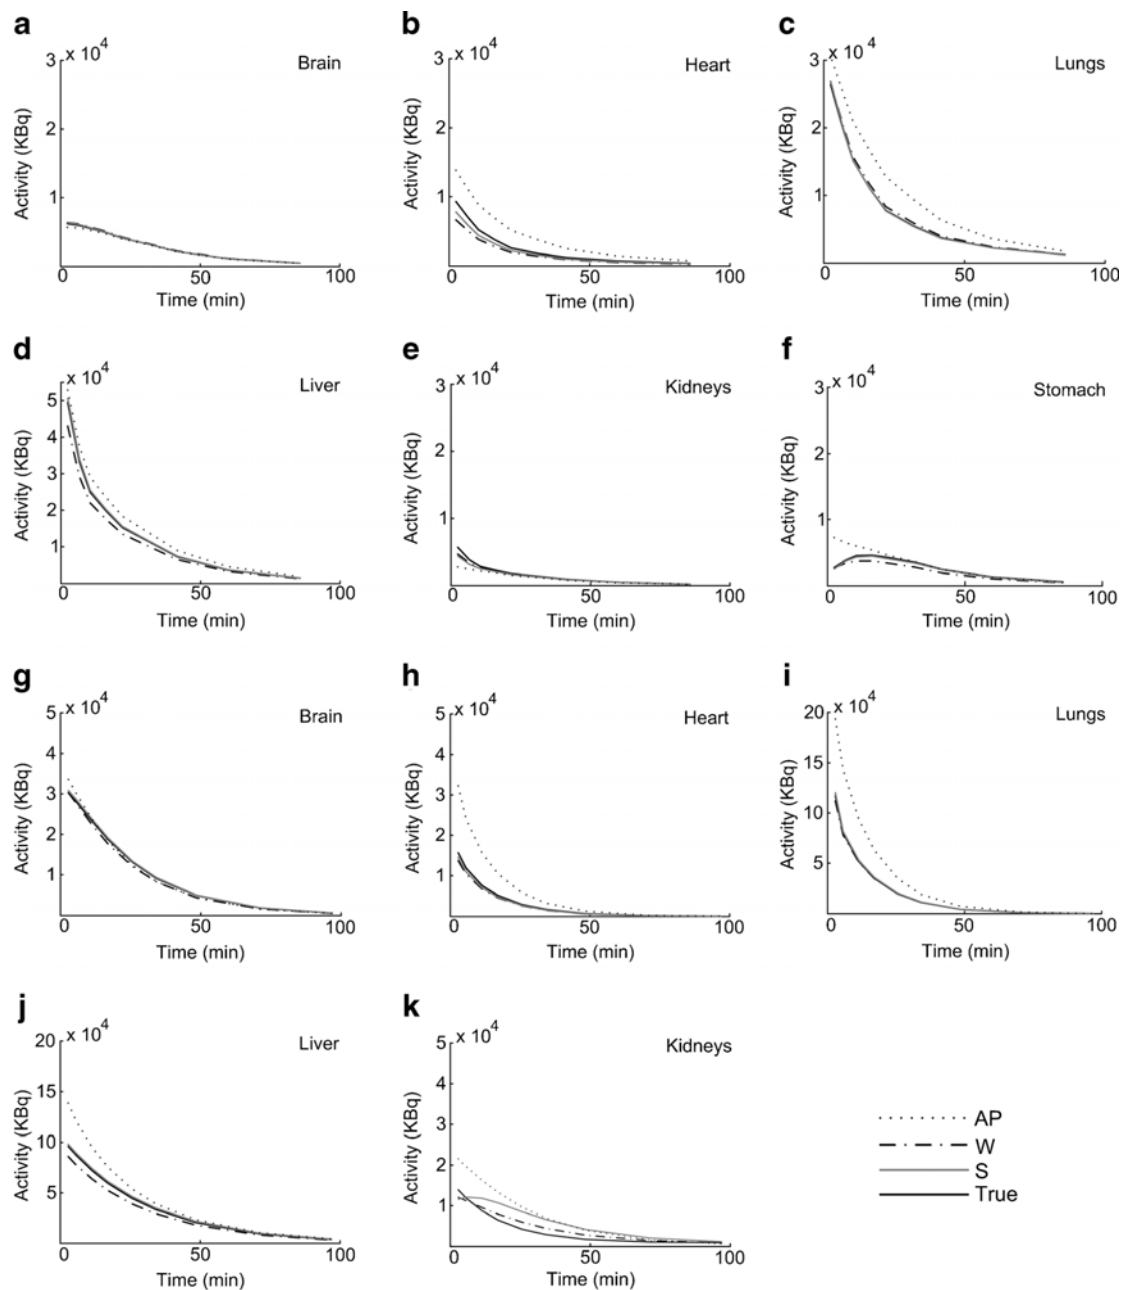 a
x 10^4
Brain
3
2
1
Activity (KBq)
0 50 100
Time (min)
b
x 10^4
Heart
3
2
1
Activity (KBq)
0 50 100
Time (min)
c
x 10^4
Lungs
3
2
1
Activity (KBq)
0 50 100
Time (min)
d
x 10^4
Liver
5
4
3
2
1
Activity (KBq)
0 50 100
Time (min)
e
x 10^4
Kidneys
3
2
1
Activity (KBq)
0 50 100
Time (min)
f
x 10^4
Stomach
3
2
1
Activity (KBq)
0 50 100
Time (min)
g
x 10^4
Brain
5
4
3
2
1
Activity (KBq)
0 50 100
Time (min)
h
x 10^4
Heart
5
4
3
2
1
Activity (KBq)
0 50 100
Time (min)
i
x 10^4
Lungs
20
15
10
5
Activity (KBq)
0 50 100
Time (min)
j
x 10^4
Liver
20
15
10
5
Activity (KBq)
0 50 100
Time (min)
k
x 10^4
Kidneys
5
4
3
2
1
Activity (KBq)
0 50 100
Time (min)
AP
W
S
True